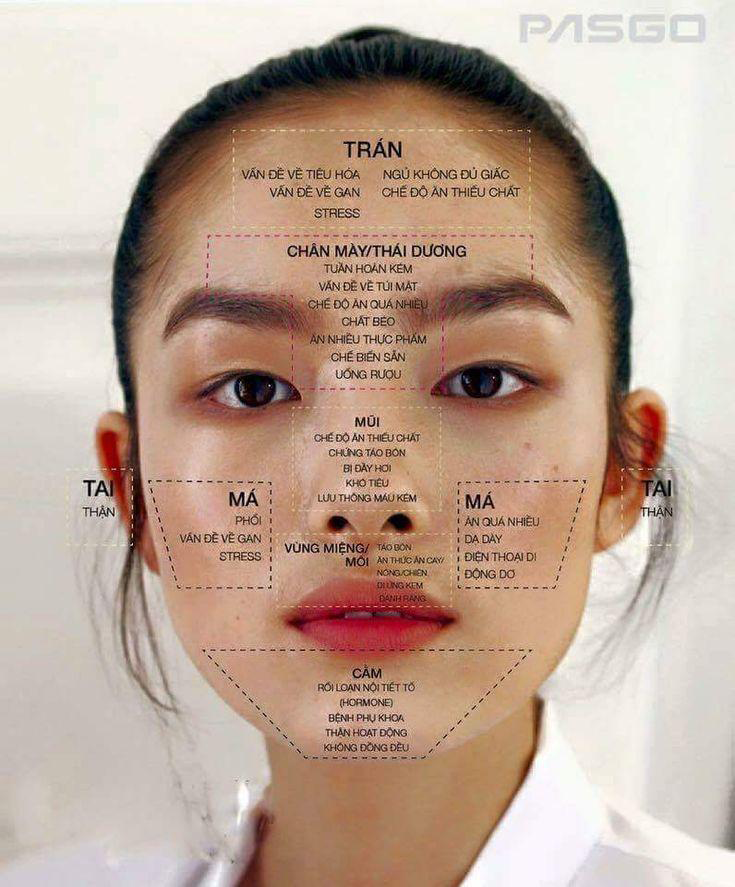 PASGO
TRÁN
VẤN ĐỀ VỀ TIÊU HÓA NGỦ KHÔNG ĐỦ GIẤC
VẤN ĐỀ VỀ GAN CHẾ ĐỘ ĂN THIẾU CHẤT
STRESS
CHÂN MÀY/THÁI DƯƠNG
TUẦN HOÀN KÉM
VẤN ĐỀ VỀ TÚI MẬT
CHẾ ĐỘ ĂN QUÁ NHIỀU
CHẤT BÉO
ĂN NHIỀU THỰC PHẨM
CHẾ BIẾN SẴN
UỐNG RƯỢU
MŨI
CHẾ ĐỘ ĂN THIẾU CHẤT
CHỨNG TÁO BÓN
BỊ ĐẦY HƠI
KHÓ TIÊU
LƯU THÔNG MÁU KÉM
TAI
THẬN
MÁ
PHỔI
VẤN ĐỀ VỀ GAN
STRESS
MÁ
ĂN QUÁ NHIỀU
DẠ DÀY
ĐIỆN THOẠI DI
ĐỘNG DƠ
TAI
THẬN
VÙNG MIỆNG/
MÔI
TÁO BÓN
ĂN THỨC ĂN CAY/
NÓNG/CHIÊN
DỊ ỨNG KEM
ĐÁNH RĂNG
CẰM
RỐI LOẠN NỘI TIẾT TỐ
(HORMONE)
BỆNH PHỤ KHOA
THẬN HOẠT ĐỘNG
KHÔNG ĐỒNG ĐỀU